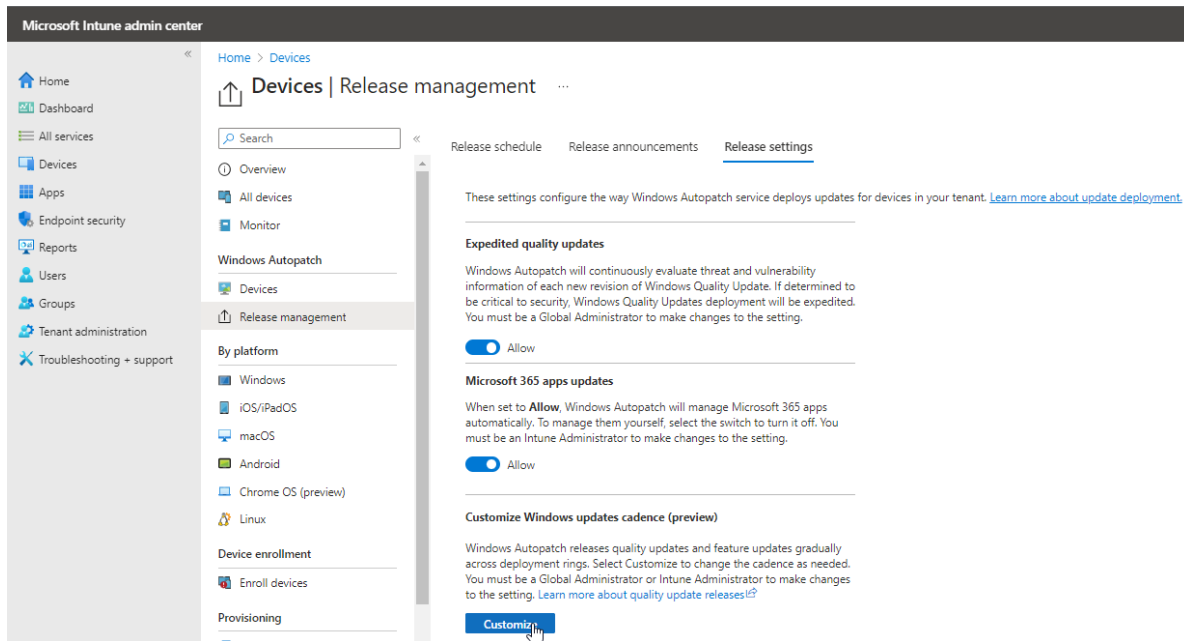 Microsoft Intune admin center
«
Home
Dashboard
All services
Devices
Apps
Endpoint security
Reports
Users
Groups
Tenant administration
Troubleshooting + support
Home > Devices
Devices | Release management ...
Search
«
Overview
All devices
Monitor
Windows Autopatch
Devices
Release management
By platform
Windows
iOS/iPadOS
macOS
Android
Chrome OS (preview)
Linux
Device enrollment
Enroll devices
Provisioning
Release schedule Release announcements Release settings
These settings configure the way Windows Autopatch service deploys updates for devices in your tenant. Learn more about update deployment.
Expedited quality updates
Windows Autopatch will continuously evaluate threat and vulnerability
information of each new revision of Windows Quality Update. If determined to
be critical to security, Windows Quality Updates deployment will be expedited.
You must be a Global Administrator to make changes to the setting.
Allow
Microsoft 365 apps updates
When set to Allow, Windows Autopatch will manage Microsoft 365 apps
automatically. To manage them yourself, select the switch to turn it off. You
must be an Intune Administrator to make changes to the setting.
Allow
Customize Windows updates cadence (preview)
Windows Autopatch releases quality updates and feature updates gradually
across deployment rings. Select Customize to change the cadence as needed.
You must be a Global Administrator or Intune Administrator to make changes
to the setting. Learn more about quality update releases
Customize